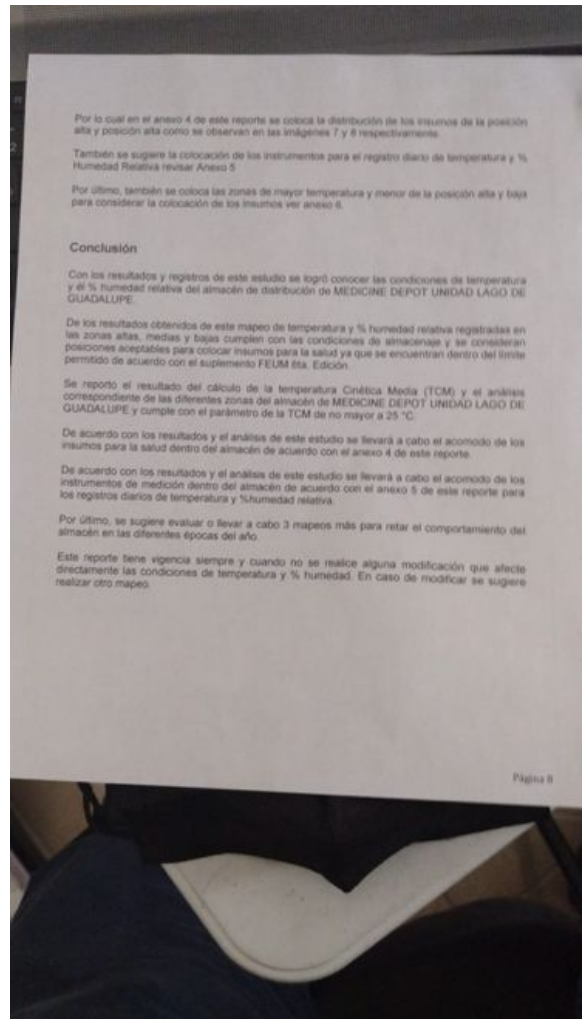 Por lo cual en el anexo 4 de este reporte se coloca la distribución de los insumos de la posición
alta y posición alta como se observan en las imágenes 7 y 8 respectivamente.
También se sugiere la colocación de los instrumentos para el registro diario de temperatura y %
Humedad Relativa revisar Anexo 5
Por último, también se coloca las zonas de mayor temperatura y menor de la posición alta y baja
para considerar la colocación de los insumos ver anexo 6.
Conclusión
Con los resultados y registros de este estudio se logró conocer las condiciones de temperatura
y el % humedad relativa del almacén de distribución de MEDICINE DEPOT UNIDAD LAGO DE
GUADALUPE.
De los resultados obtenidos de este mapeo de temperatura y % humedad relativa registradas en
las zonas altas, medias y bajas cumplen con las condiciones de almacenaje y se consideran
posiciones aceptables para colocar insumos para la salud ya que se encuentran dentro del límite
permitido de acuerdo con el suplemento FEUM 6ta. Edición.
Se reportó el resultado del cálculo de la temperatura Cinética Media (TCM) y el análisis
correspondiente de las diferentes zonas del almacén de MEDICINE DEPOT UNIDAD LAGO DE
GUADALUPE y cumple con el parámetro de la TCM de no mayor a 25 °C.
De acuerdo con los resultados y el análisis de este estudio se llevará a cabo el acomodo de los
insumos para la salud dentro del almacén de acuerdo con el anexo 4 de este reporte.
De acuerdo con los resultados y el análisis de este estudio se llevará a cabo el acomodo de los
instrumentos de medición dentro del almacén de acuerdo con el anexo 5 de este reporte para
los registros diarios de temperatura y %humedad relativa.
Por último, se sugiere evaluar o llevar a cabo 3 mapeos más para retar el comportamiento del
almacén en las diferentes épocas del año.
Este reporte tiene vigencia siempre y cuando no se realice alguna modificación que afecte
directamente las condiciones de temperatura y % humedad. En caso de modificar se sugiere
realizar otro mapeo.
Página 8